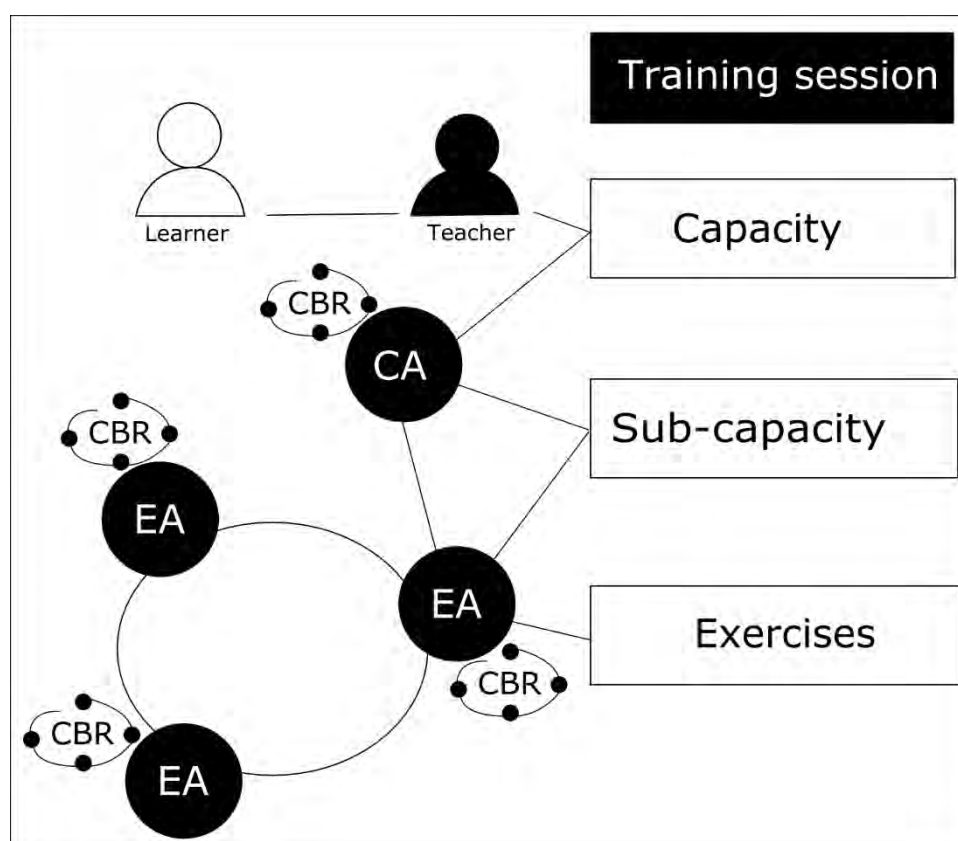 Training session
Learner
Teacher
Capacity
CBR
CA
Sub-capacity
CBR
EA
EA
Exercises
CBR
CBR
EA